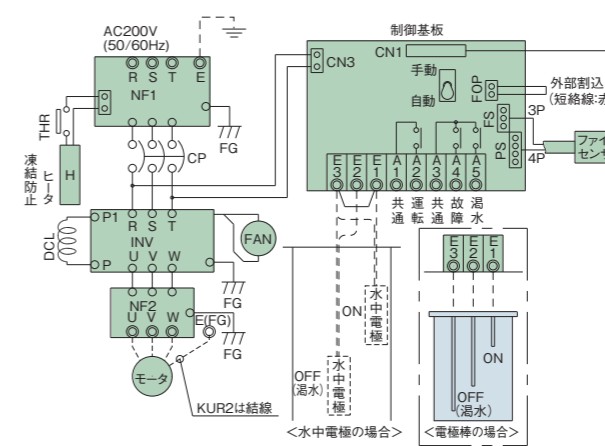 AC200V
(50/60Hz)
R S T E
NF1
THR
凍結防止
ヒータ
H
FG
CP
P1
R S T
INV
DCL
P
U V W
FAN
FG
NF2
U V W
E(FG)
FG
モータ
KUR2は結線
制御基板
CN3
CN1
手動
自動
FOP
FS
PS
外部割込
(短絡線:赤
3P
4P
ファイ
センサ
E3 E2 E1 A1 A2 A3 A4 A5
共通 運転 共通 故障 渇水
ON
水中電極
OFF
(渇水)
水中電極
<水中電極の場合>
E3 E2 E1
ON
OFF
(渇水)
<電極棒の場合>